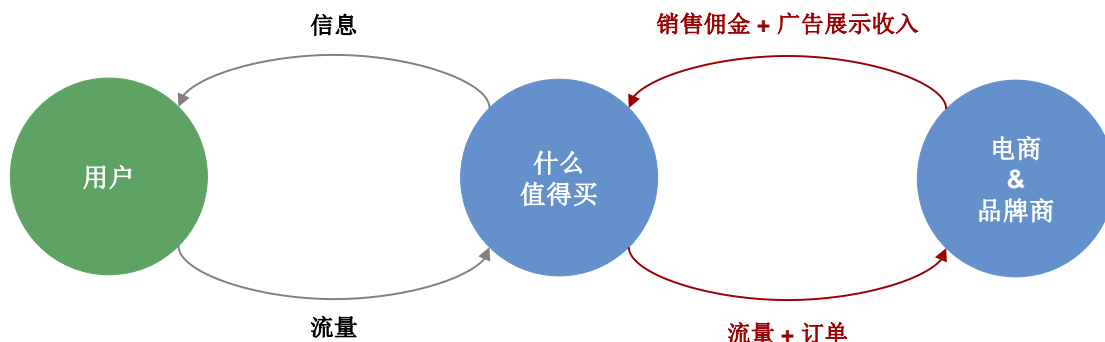 信息
销售佣金 + 广告展示收入
用户
什么
值得买
电商
&
品牌商
流量
流量 + 订单